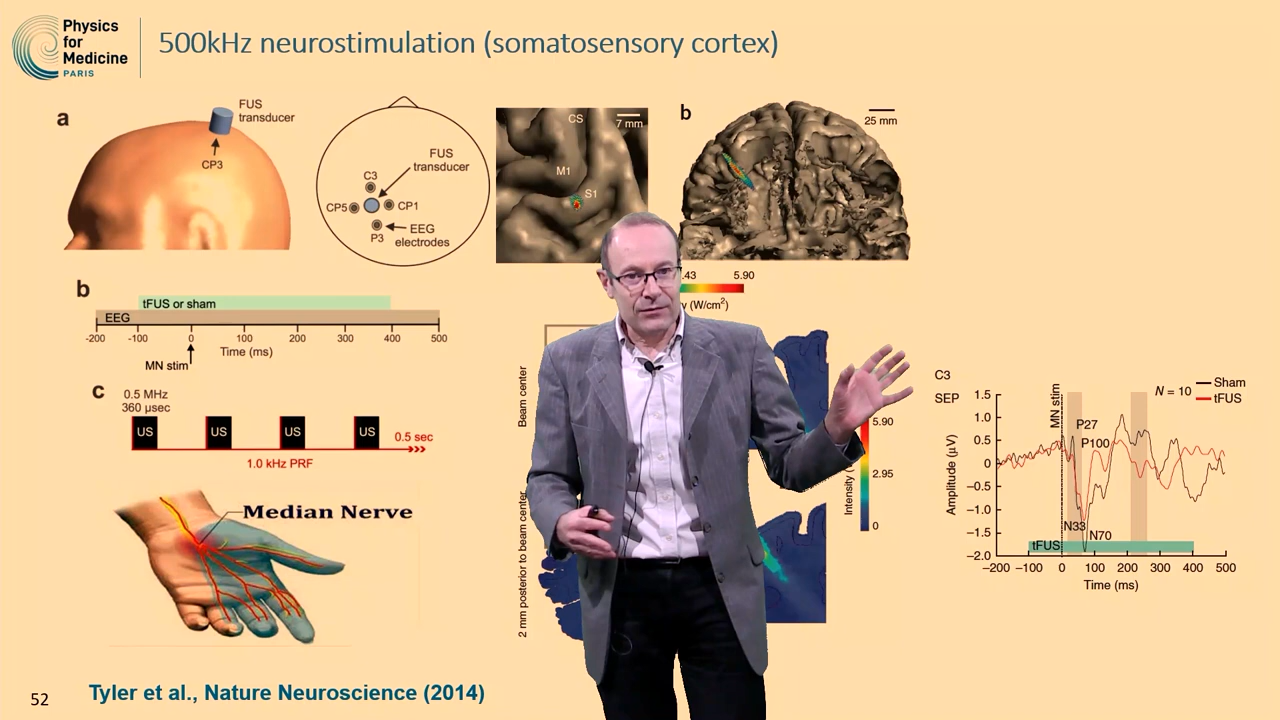 Physics
for
Medicine
PARIS
500kHz neurostimulation (somatosensory cortex)
a
FUS
transducer
CP3
FUS
transducer
C3
CP5
CP1
P3
EEG
electrodes
CS
7 mm
M1
S1
b
25 mm
.43
5.90
(W/cm²)
b
tFUS or sham
EEG
-200
-100
0
100
200
300
400
500
Time (ms)
MN stim
c
0.5 MHz
360 µsec
US
US
US
US
0.5 sec
1.0 kHz PRF
Median Nerve
Beam center
2 mm posterior to beam center
5.90
2.95
0
Intensity
C3
SEP
MN stim
N = 10
Sham
tFUS
1.5
1.0
0.5
0
−0.5
−1.0
−1.5
−2.0
Amplitude (µV)
P27
P100
N33
N70
tFUS
−200
−100
0
100
200
300
400
500
Time (ms)
52
Tyler et al., Nature Neuroscience (2014)